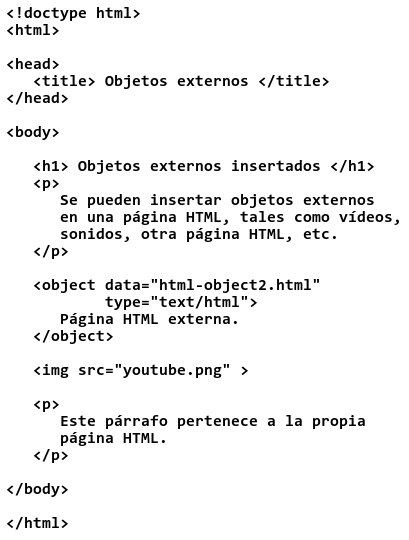 <!doctype html>
<html>
<head>
<title> Objetos externos </title>
</head>
<body>
<h1> Objetos externos insertados </h1>
<p>
Se pueden insertar objetos externos
en una página HTML, tales como vídeos,
sonidos, otra página HTML, etc.
</p>
<object data="html-object2.html"
type="text/html">
Página HTML externa.
</object>
<img src="youtube.png" >
<p>
Este párrafo pertenece a la propia
página HTML.
</p>
</body>
</html>